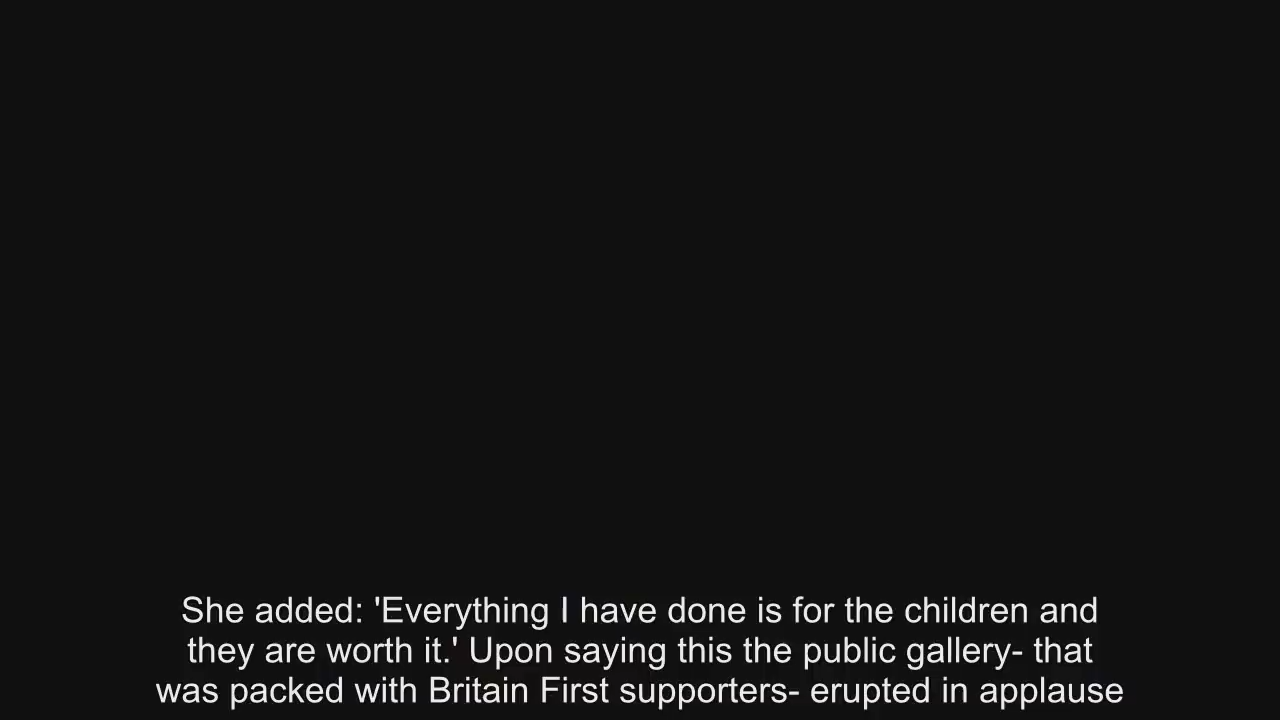 She added: 'Everything I have done is for the children and
they are worth it.' Upon saying this the public gallery- that
was packed with Britain First supporters- erupted in applause